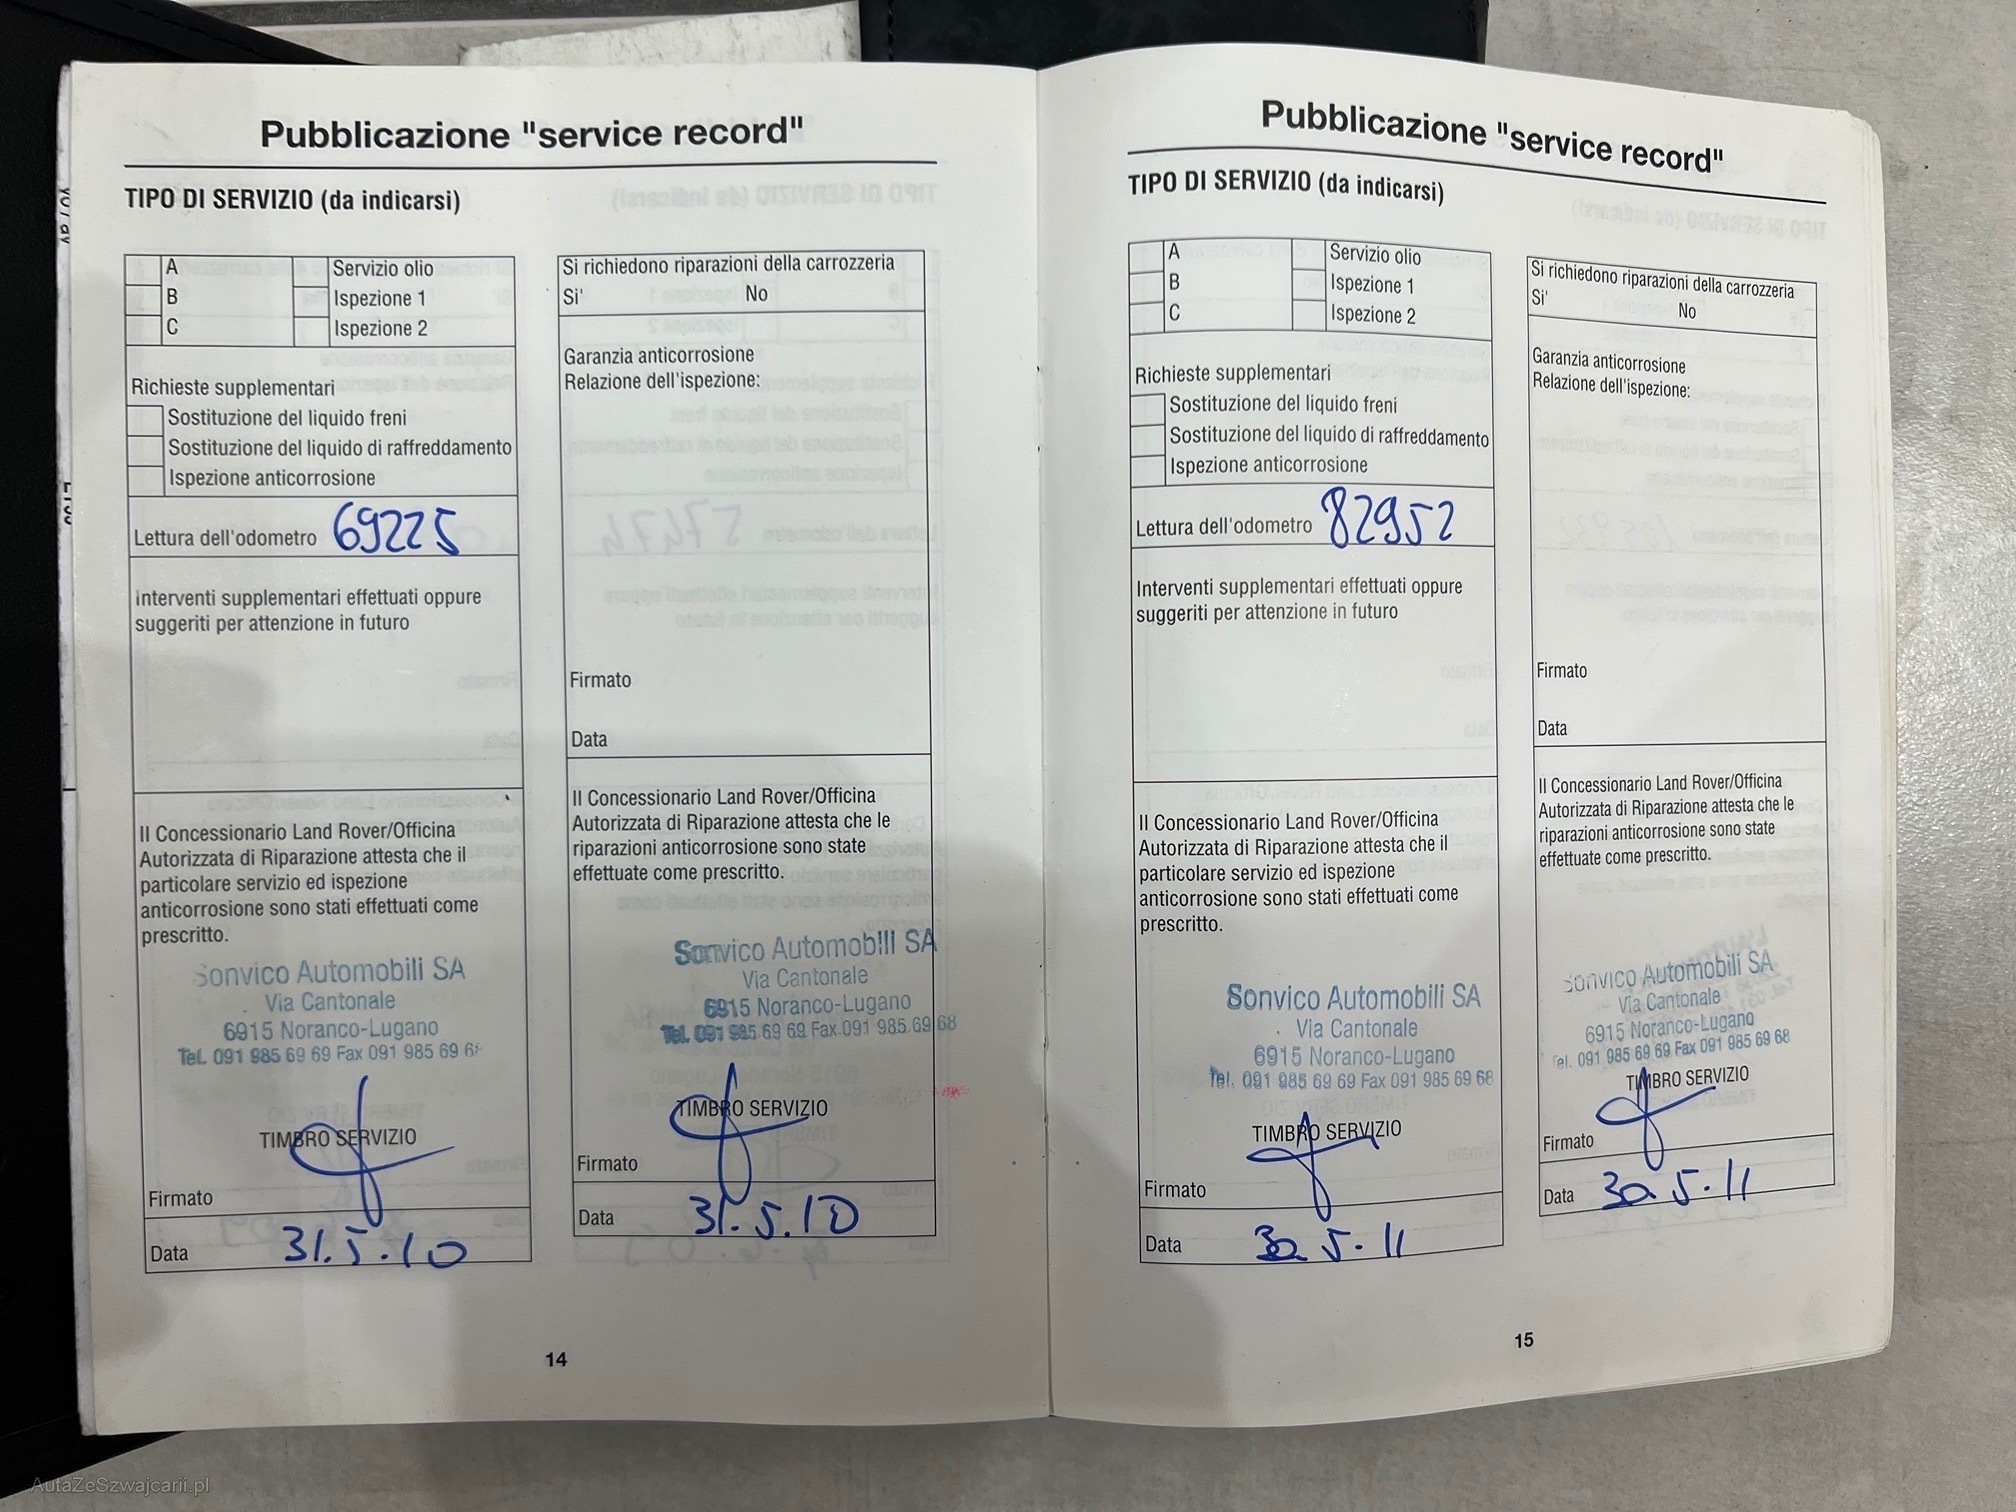 Pubblicazione "service record"
TIPO DI SERVIZIO (da indicarsi)
A
B
C
Servizio olio
Ispezione 1
Ispezione 2
Richieste supplementari
Sostituzione del liquido freni
Sostituzione del liquido di raffreddamento
Ispezione anticorrosione
Lettura dell'odometro 69225
Interventi supplementari effettuati oppure
suggeriti per attenzione in futuro
Il Concessionario Land Rover/Officina
Autorizzata di Riparazione attesta che il
particolare servizio ed ispezione
anticorrosione sono stati effettuati come
prescritto.
Sonvico Automobili SA
Via Cantonale
6915 Noranco-Lugano
Tel. 091 985 69 69 Fax 091 985 69 68
TIMBRO SERVIZIO
Firmato
Data 31.5.10
Si richiedono riparazioni della carrozzeria
Si' No
Garanzia anticorrosione
Relazione dell'ispezione:
Firmato
Data
Il Concessionario Land Rover/Officina
Autorizzata di Riparazione attesta che le
riparazioni anticorrosione sono state
effettuate come prescritto.
Sonvico Automobili SA
Via Cantonale
6915 Noranco-Lugano
Tel. 091 985 69 69 Fax 091 985 69 68
TIMBRO SERVIZIO
Firmato
Data 31.5.10
14
Pubblicazione "service record"
TIPO DI SERVIZIO (da indicarsi)
A
B
C
Servizio olio
Ispezione 1
Ispezione 2
Richieste supplementari
Sostituzione del liquido freni
Sostituzione del liquido di raffreddamento
Ispezione anticorrosione
Lettura dell'odometro 82952
Interventi supplementari effettuati oppure
suggeriti per attenzione in futuro
Il Concessionario Land Rover/Officina
Autorizzata di Riparazione attesta che il
particolare servizio ed ispezione
anticorrosione sono stati effettuati come
prescritto.
Sonvico Automobili SA
Via Cantonale
6915 Noranco-Lugano
Tel. 091 985 69 69 Fax 091 985 69 68
TIMBRO SERVIZIO
Firmato
Data 30.5.11
Si richiedono riparazioni della carrozzeria
Si' No
Garanzia anticorrosione
Relazione dell'ispezione:
Firmato
Data
Il Concessionario Land Rover/Officina
Autorizzata di Riparazione attesta che le
riparazioni anticorrosione sono state
effettuate come prescritto.
Sonvico Automobili SA
Via Cantonale
6915 Noranco-Lugano
Tel. 091 985 69 69 Fax 091 985 69 68
TIMBRO SERVIZIO
Firmato
Data 30.5.11
15
AutaZeSzwajcarii.pl